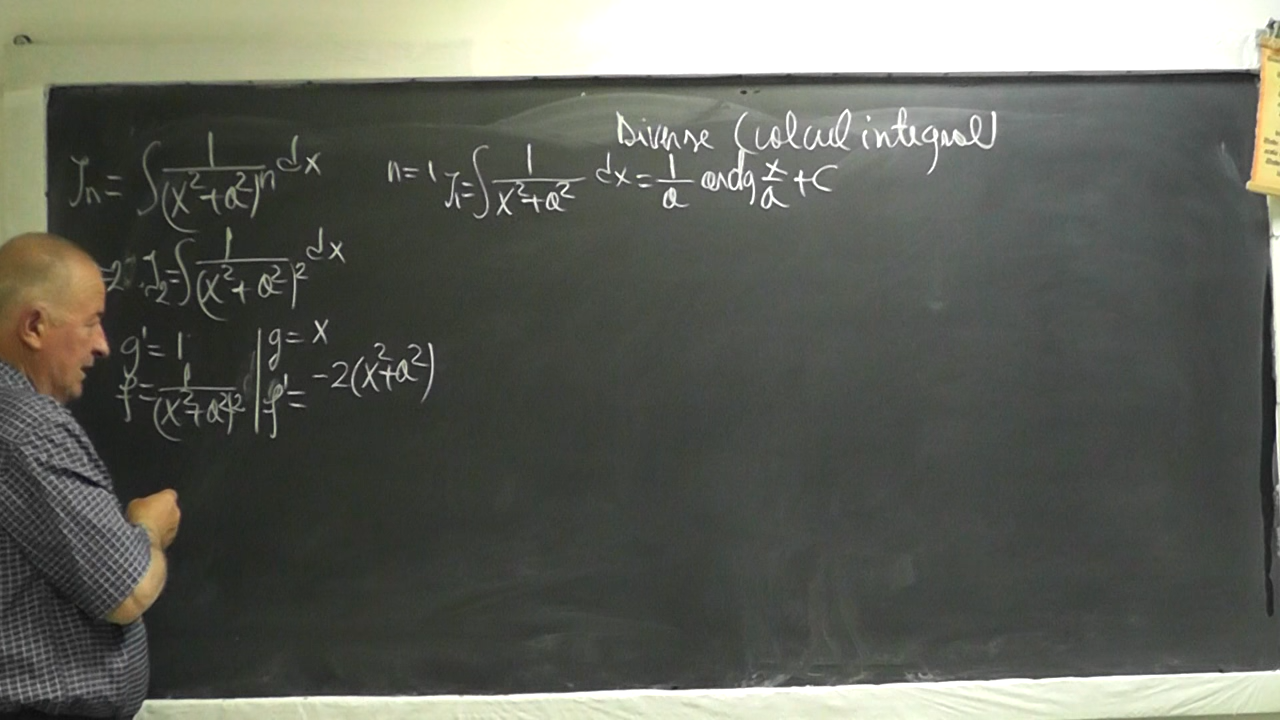 Diverse (calcul integral)
Jn = ∫ 1/(x²+a²)ⁿ dx   n=1 J₁=∫ 1/(x²+a²) dx = 1/a arctg x/a + C
=2 J₂=∫ 1/(x²+a²)² dx
g'=1 | g=x
f=1/(x²+a²)² | f'= -2(x²+a²)